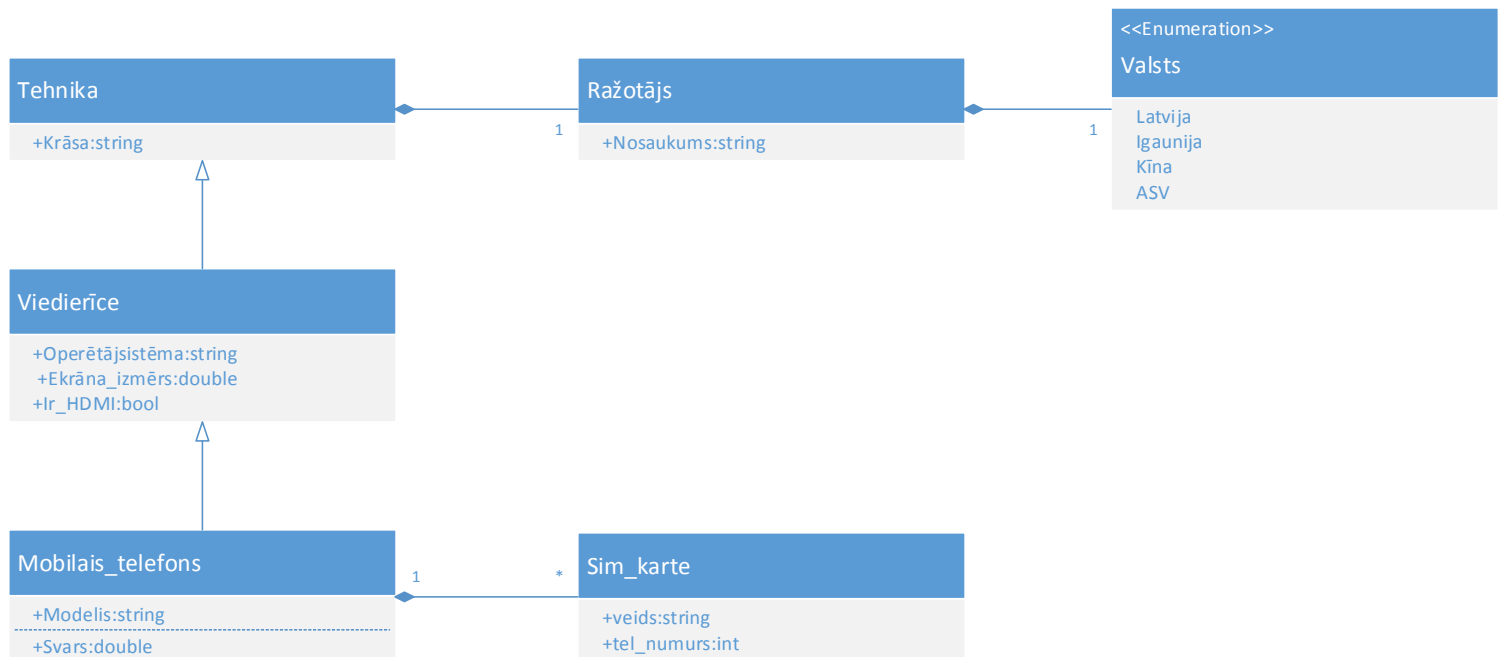 Tehnika
+Krāsa:string
1
Ražotājs
+Nosaukums:string
1
<<Enumeration>>
Valsts
Latvija
Igaunija
Kīna
ASV
Viedierīce
+Operētājsistēma:string
+Ekrāna_izmērs:double
+Ir_HDMI:bool
Mobilais_telefons
+Modelis:string
+Svars:double
1
*
Sim_karte
+veids:string
+tel_numurs:int